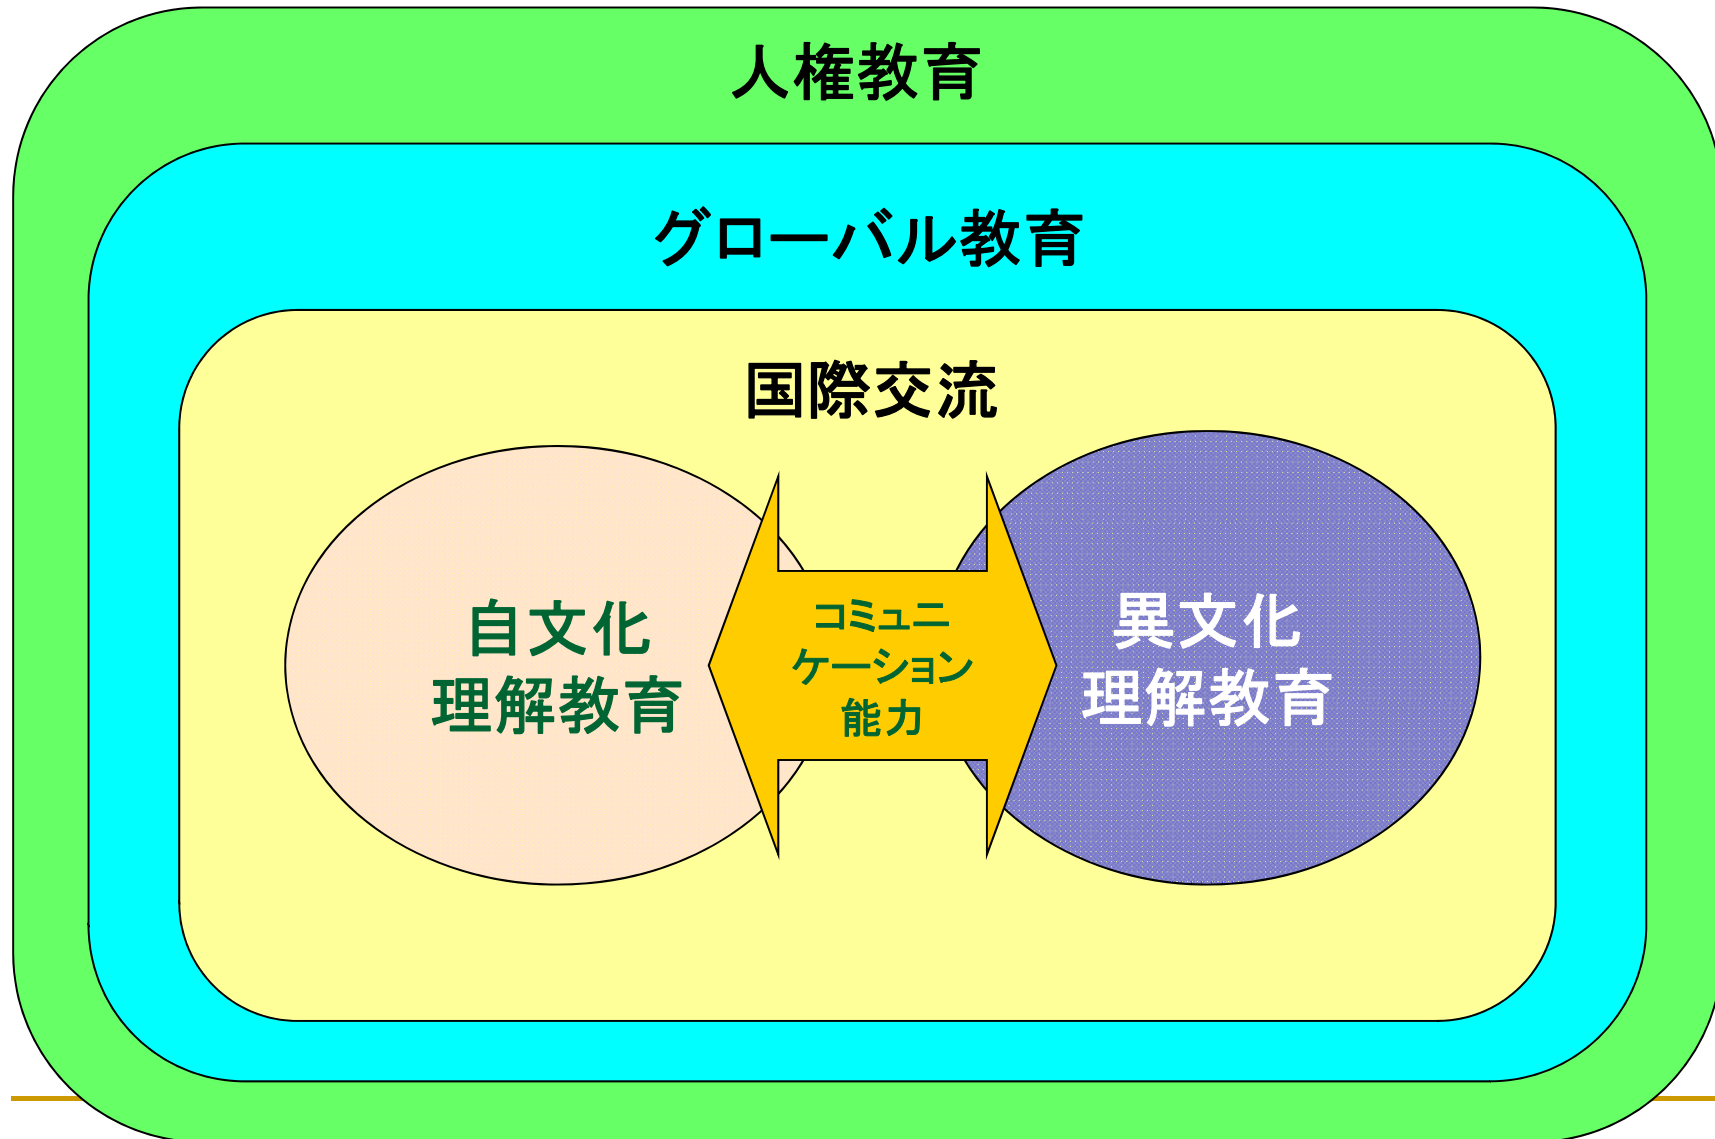 人権教育
グローバル教育
国際交流
自文化
理解教育
コミュニ
ケーション
能力
異文化
理解教育